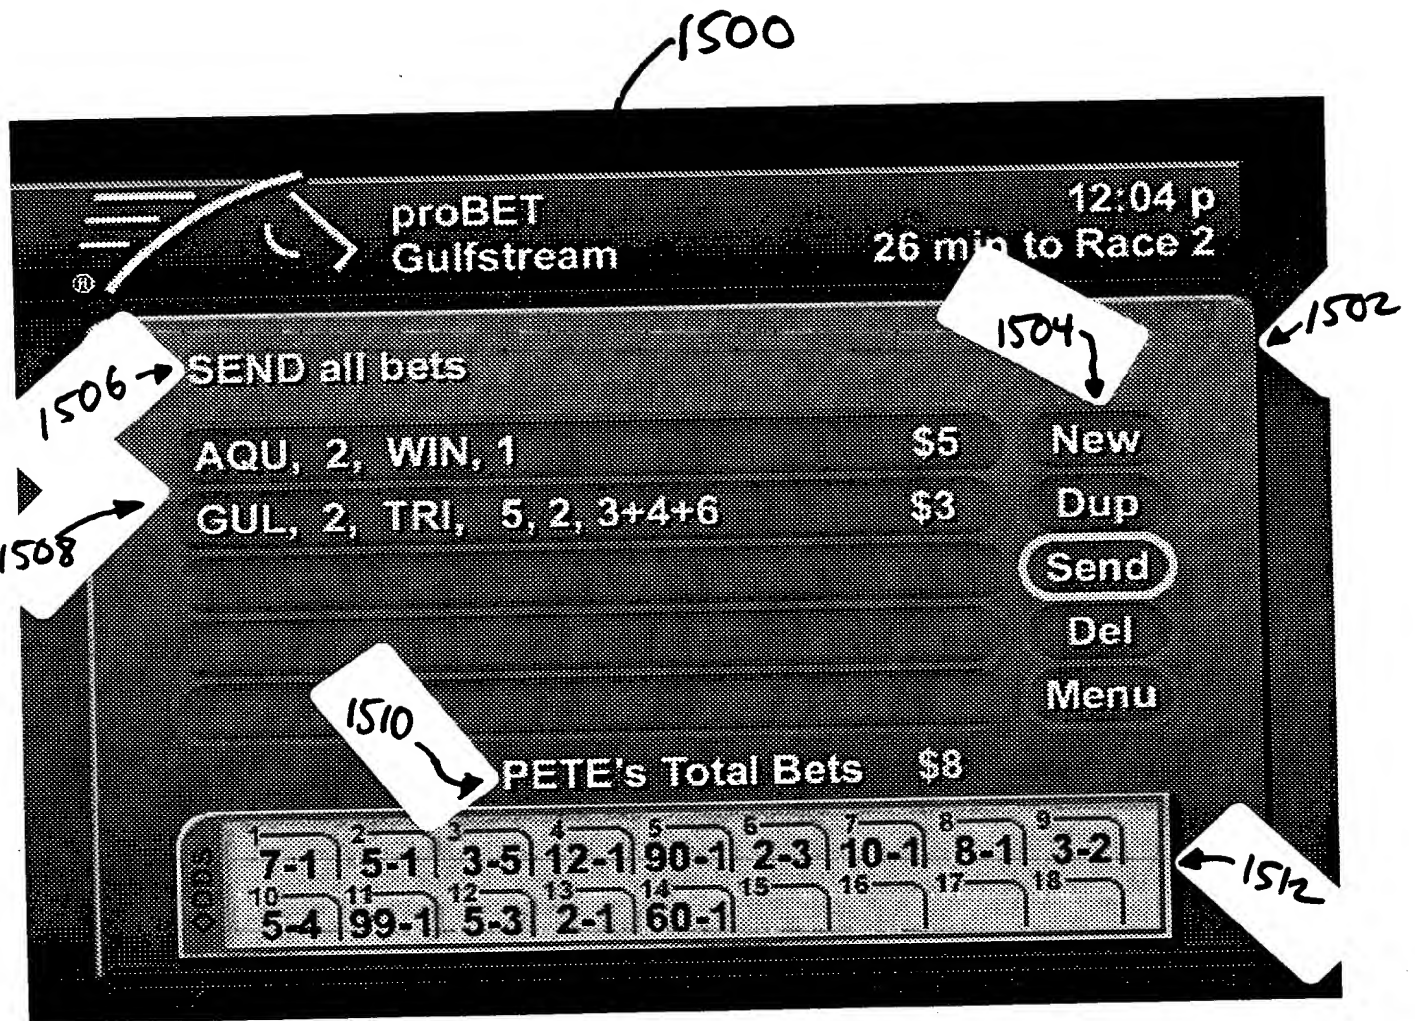 1500
proBET
12:04 p
Gulfstream
26 min to Race 2
®
1504
1502
1506
SEND all bets
AQU, 2, WIN, 1 $5
New
1508
GUL, 2, TRI, 5, 2, 3+4+6 $3
Dup
Send
Del
Menu
1510
PETE's Total Bets $8
ODDS
1 2 3 4 5 6 7 8 9
7-1 5-1 3-5 12-1 90-1 2-3 10-1 8-1 3-2
1512
10 11 12 13 14 15 16 17 18
5-4 99-1 5-3 2-1 60-1